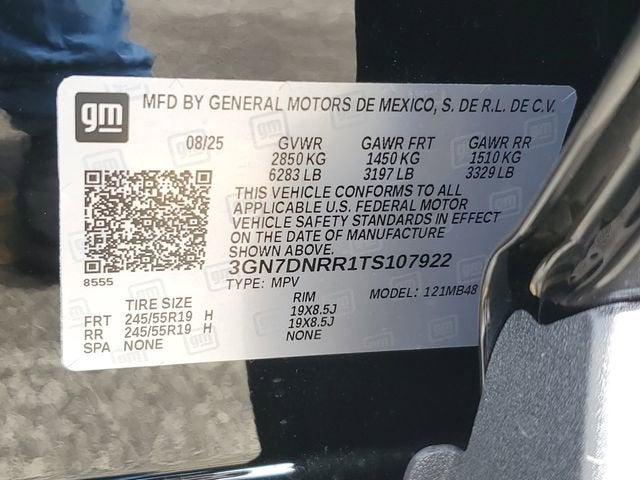 gm MFD BY GENERAL MOTORS DE MEXICO, S. DE R.L. DE C.V.
08/25 GVWR GAWR FRT GAWR RR
2850 KG 1450 KG 1510 KG
6283 LB 3197 LB 3329 LB
THIS VEHICLE CONFORMS TO ALL
APPLICABLE U.S. FEDERAL MOTOR
VEHICLE SAFETY STANDARDS IN EFFECT
ON THE DATE OF MANUFACTURE
SHOWN ABOVE.
3GN7DNRR1TS107922
8555 TYPE: MPV MODEL: 121MB48
TIRE SIZE RIM
FRT 245/55R19 H 19X8.5J
RR 245/55R19 H 19X8.5J
SPA NONE NONE